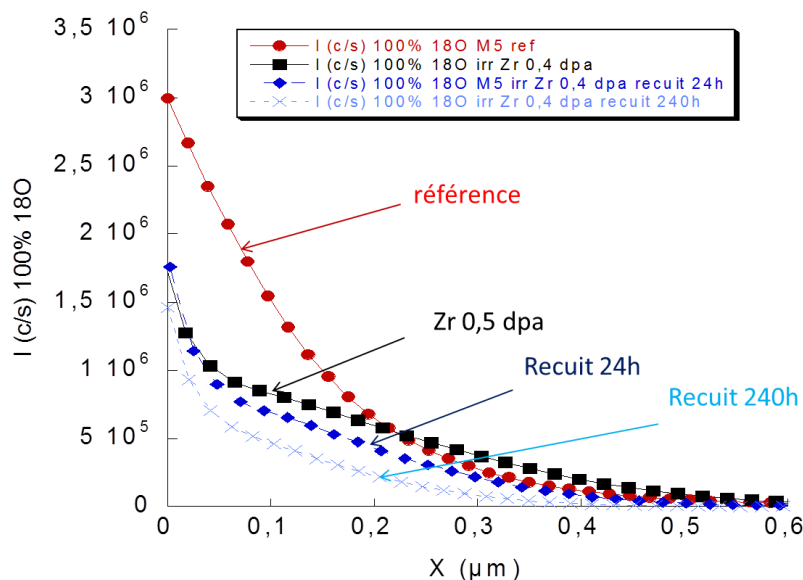 3,5 10⁶
I (c/s) 100% 18O M5 ref
I (c/s) 100% 18O irr Zr 0,4 dpa
I (c/s) 100% 18O M5 irr Zr 0,4 dpa recuit 24h
I (c/s) 100% 18O irr Zr 0,4 dpa recuit 240h
3 10⁶
2,5 10⁶
référence
2 10⁶
I (c/s) 100% 18O
1,5 10⁶
Zr 0,5 dpa
1 10⁶
Recuit 24h
Recuit 240h
5 10⁵
0
0 0,1 0,2 0,3 0,4 0,5 0,6
X (µm)